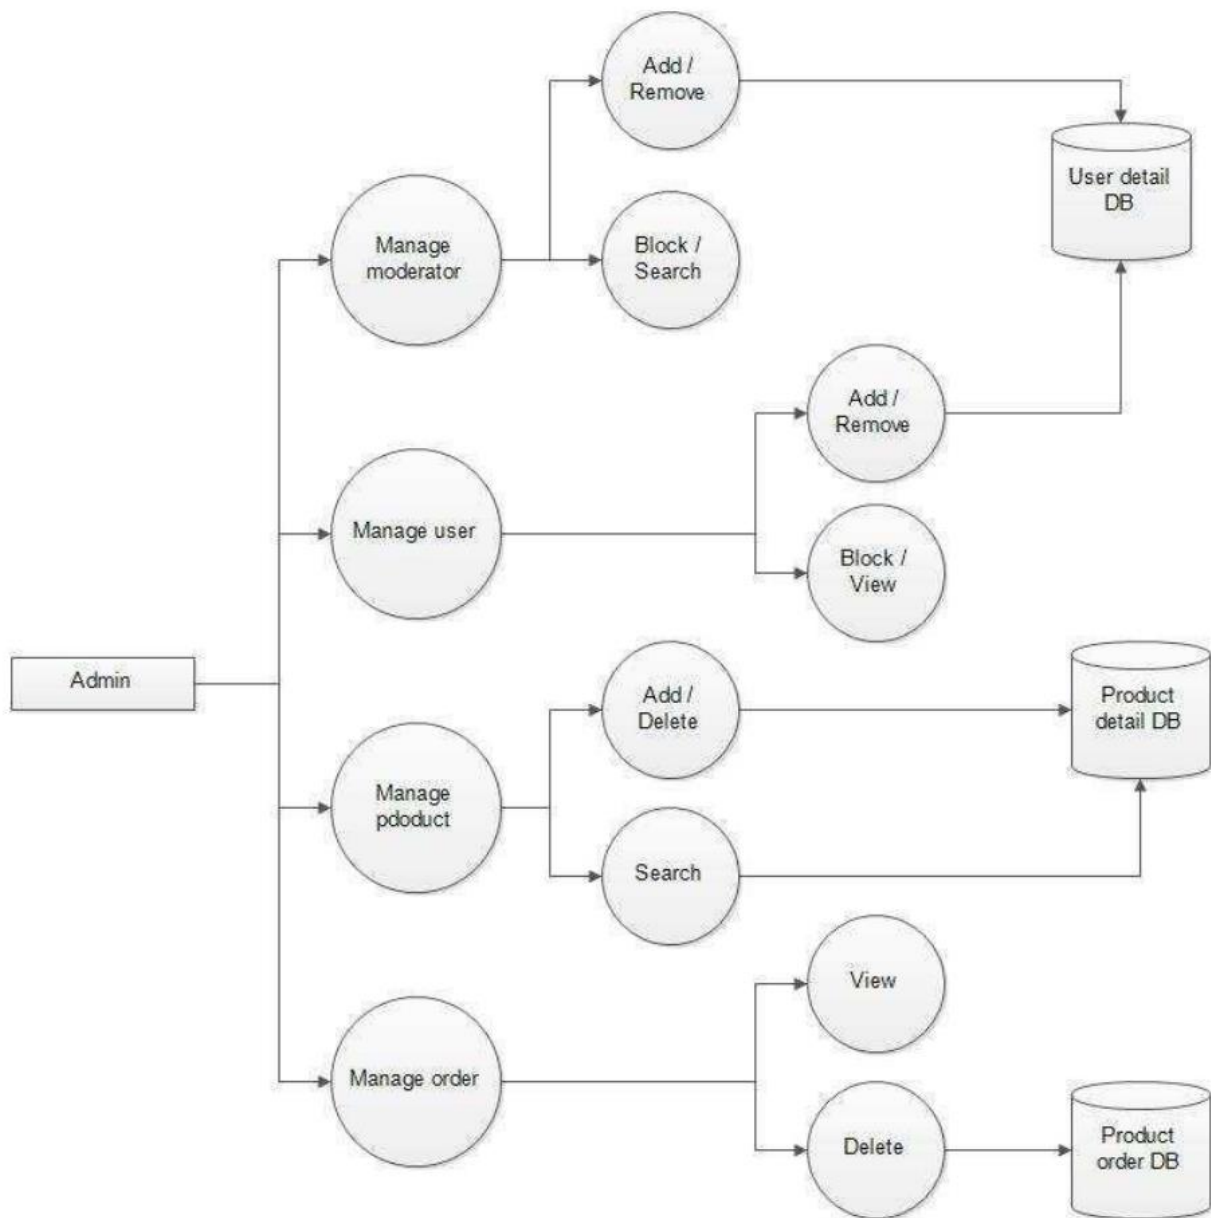 Add /
Remove
User detail
DB
Manage
moderator
Block /
Search
Add /
Remove
Manage user
Block /
View
Admin
Add /
Delete
Product
detail DB
Manage
pdoduct
Search
View
Manage order
Delete
Product
order DB